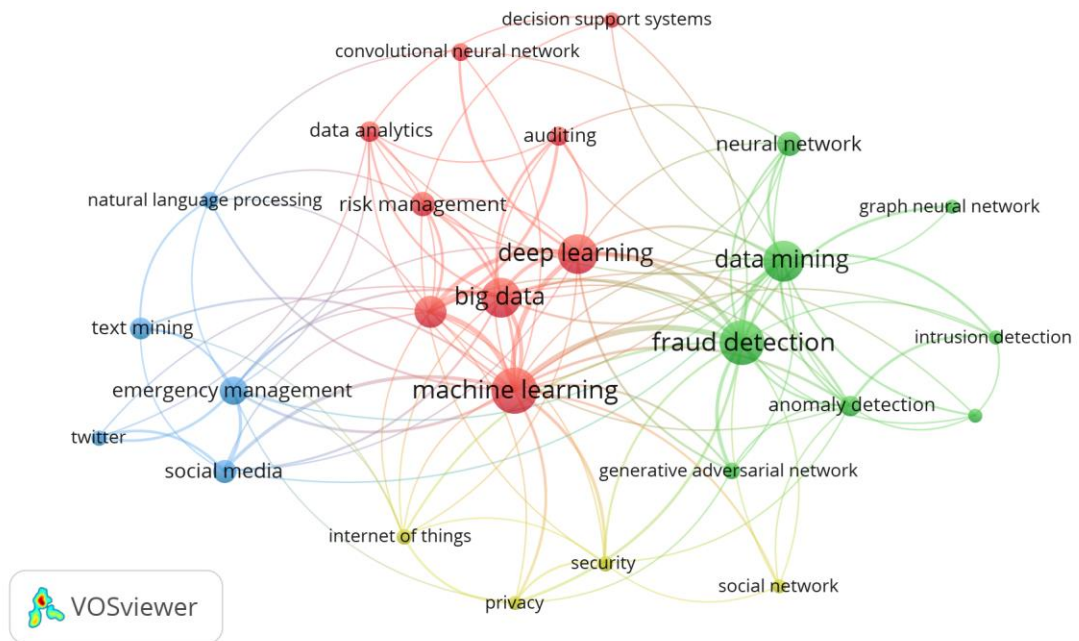 decision support systems
convolutional neural network
data analytics
auditing
neural network
natural language processing
risk management
graph neural network
deep learning
data mining
big data
text mining
intrusion detection
fraud detection
emergency management
machine learning
anomaly detection
twitter
social media
generative adversarial network
internet of things
security
social network
privacy
VOSviewer